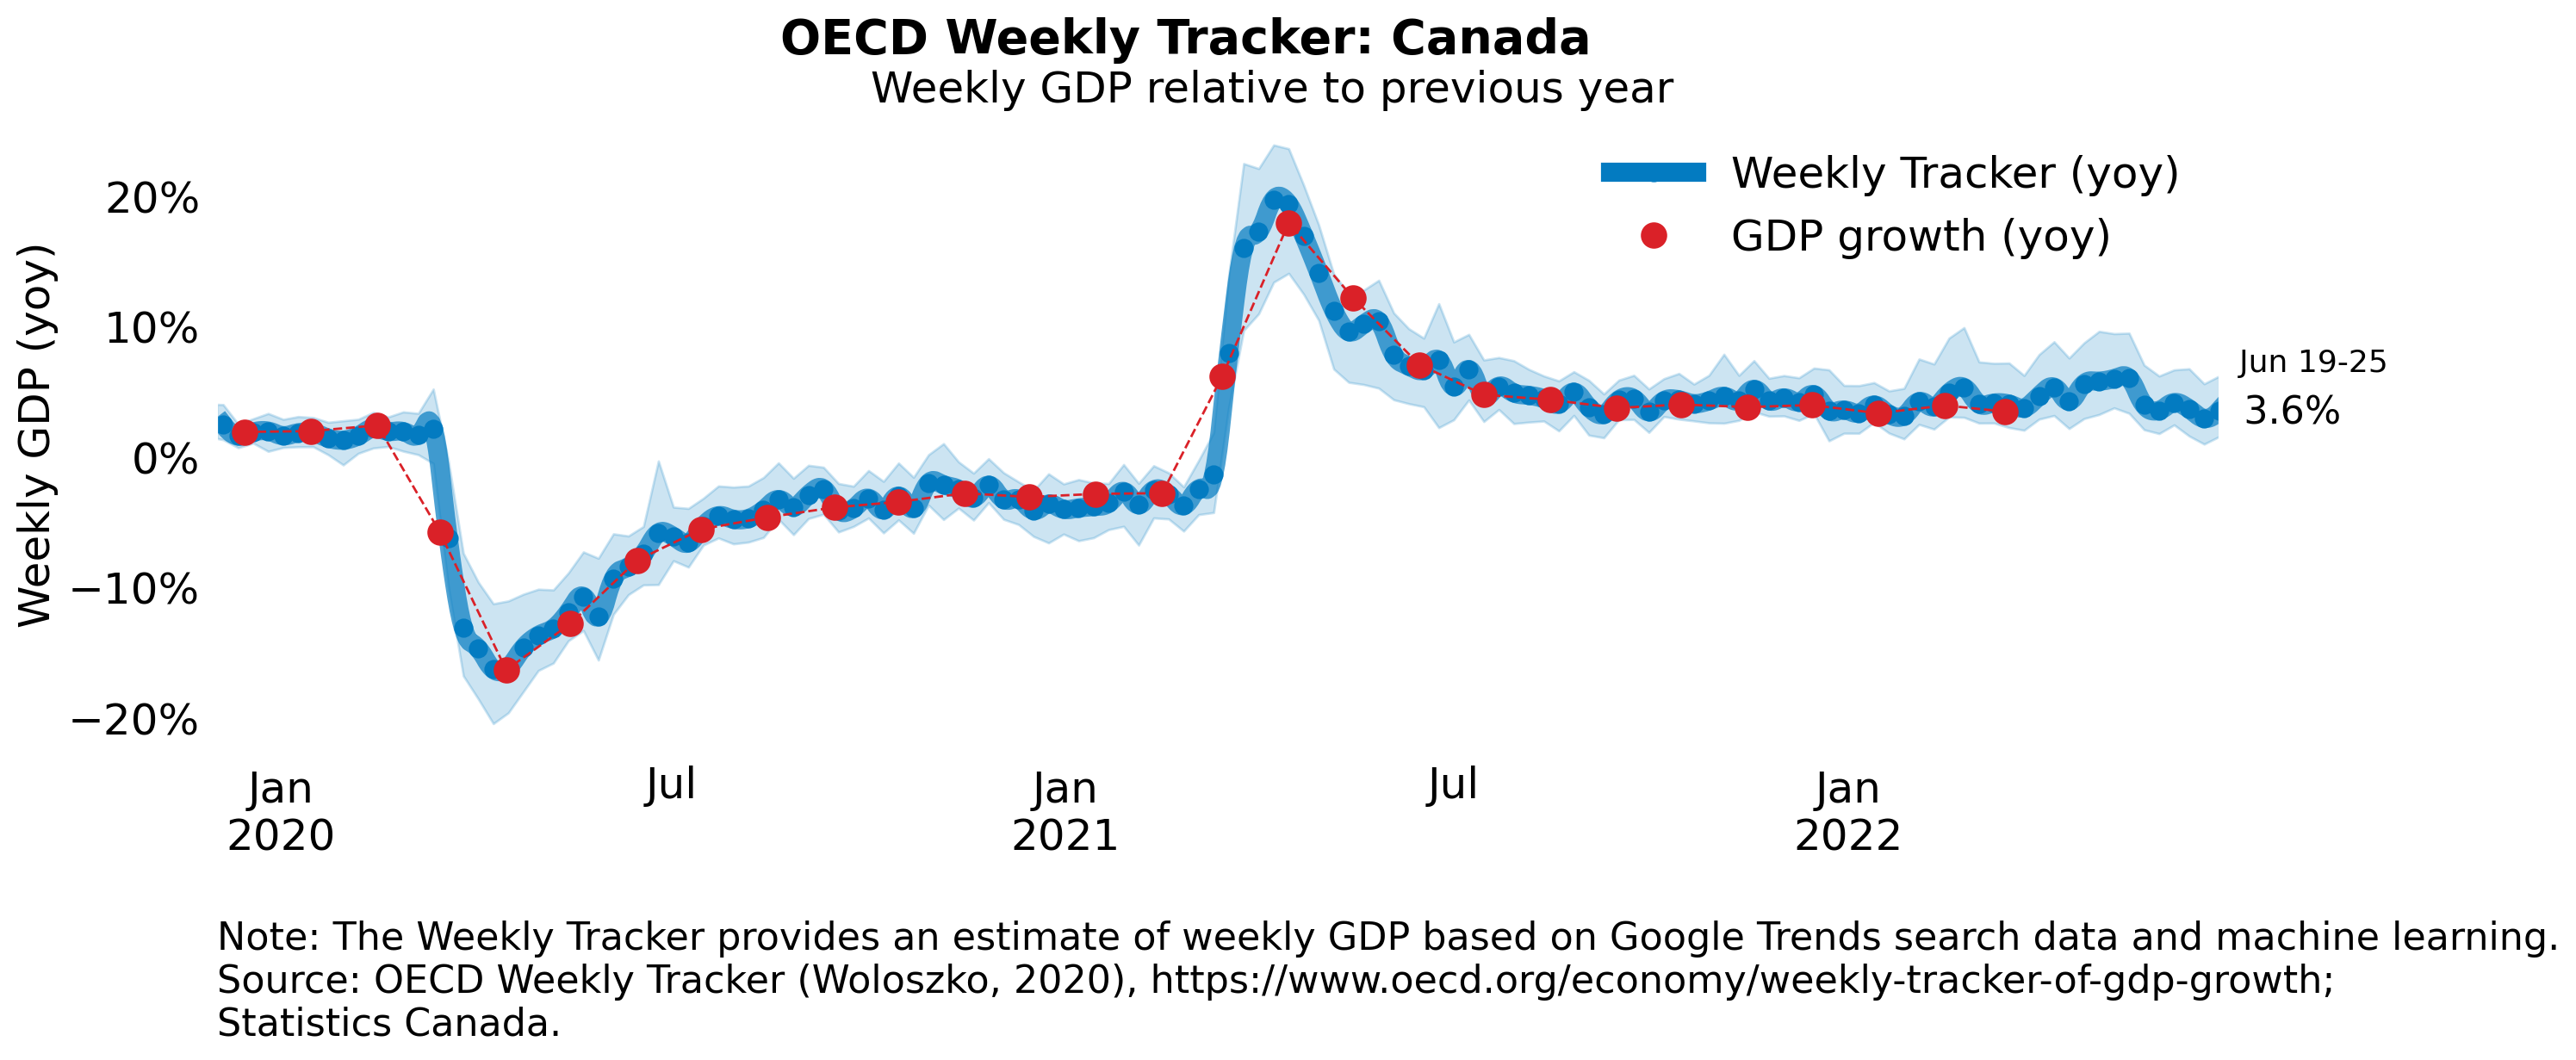 OECD Weekly Tracker: Canada
Weekly GDP relative to previous year
Weekly Tracker (yoy)
GDP growth (yoy)
Weekly GDP (yoy)
20%
10%
0%
−10%
−20%
Jun 19-25
3.6%
Jan
2020
Jul
Jan
2021
Jul
Jan
2022
Note: The Weekly Tracker provides an estimate of weekly GDP based on Google Trends search data and machine learning.
Source: OECD Weekly Tracker (Woloszko, 2020), https://www.oecd.org/economy/weekly-tracker-of-gdp-growth;
Statistics Canada.